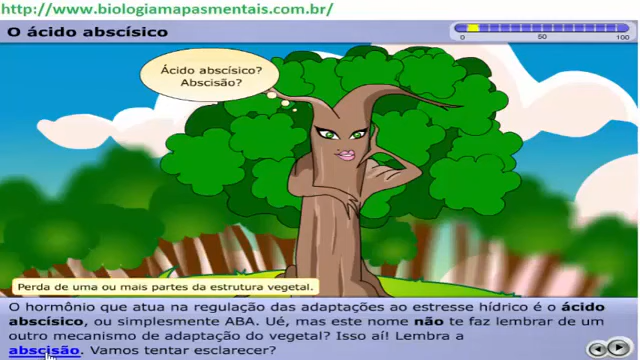 http://www.biologiamapasmentais.com.br/
O ácido abscísico
0 50 100
Ácido abscísico?
Abscisão?
Perda de uma ou mais partes da estrutura vegetal.
O hormônio que atua na regulação das adaptações ao estresse hídrico é o ácido
abscísico, ou simplesmente ABA. Ué, mas este nome não te faz lembrar de um
outro mecanismo de adaptação do vegetal? Isso aí! Lembra a
abscisão. Vamos tentar esclarecer?